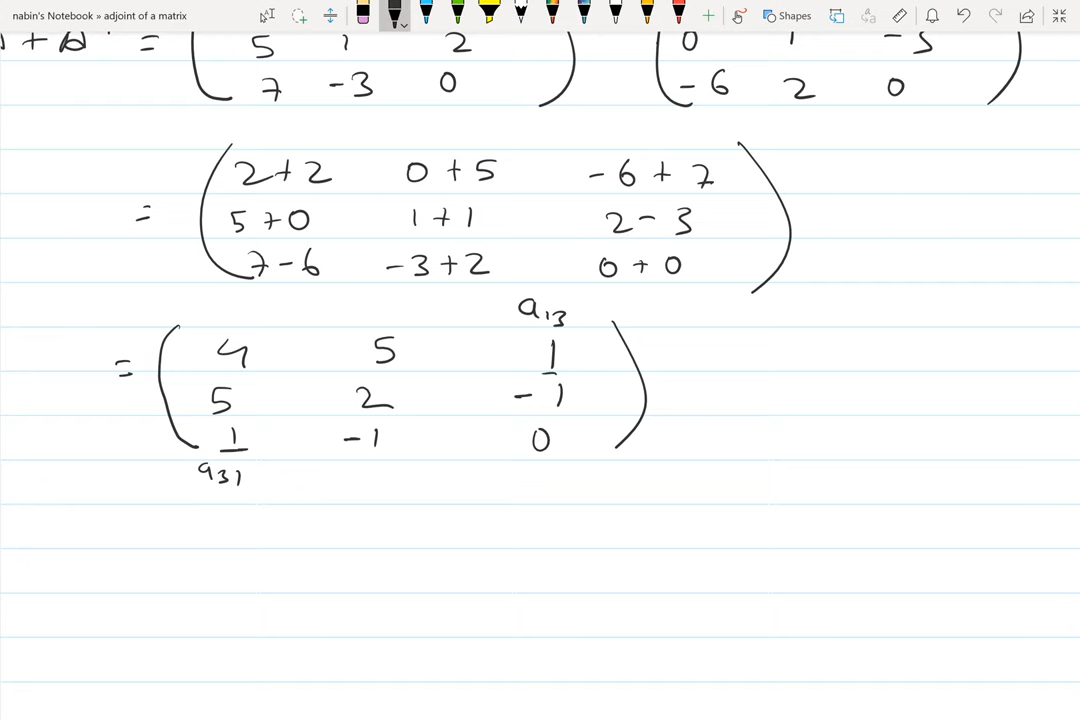 nabin's Notebook » adjoint of a matrix
Shapes
+ A' = ( 5 1 2 ( 0 1 -3
7 -3 0 ) -6 2 0 )
= ( 2+2 0+5 -6+7
5+0 1+1 2-3
7-6 -3+2 0+0 )
a13
= ( 4 5 1
5 2 -1
1 -1 0 )
a31